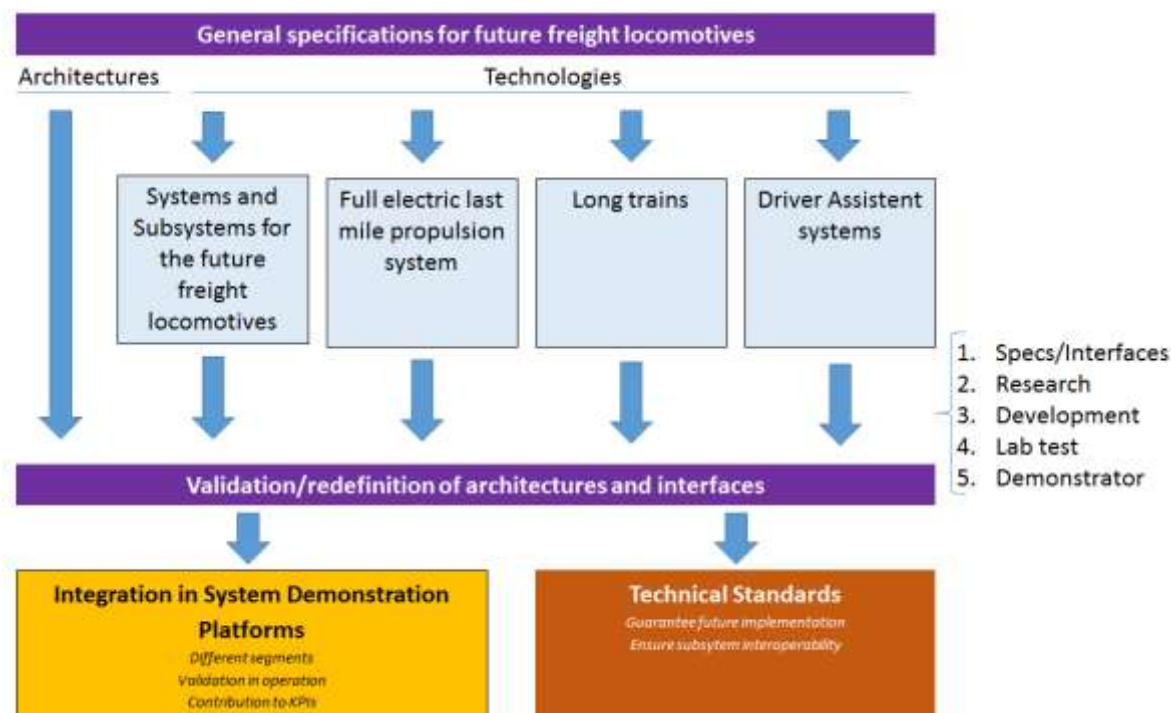 General specifications for future freight locomotives
Architectures
Technologies
Systems and
Subsystems for
the future
freight
locomotives
Full electric last
mile propulsion
system
Long trains
Driver Assistent
systems
1. Specs/Interfaces
2. Research
3. Development
4. Lab test
5. Demonstrator
Validation/redefinition of architectures and interfaces
Integration in System Demonstration
Platforms
Different segments
Validation in operation
Contribution to KPIs
Technical Standards
Guarantee future implementation
Ensure subsytem interoperability